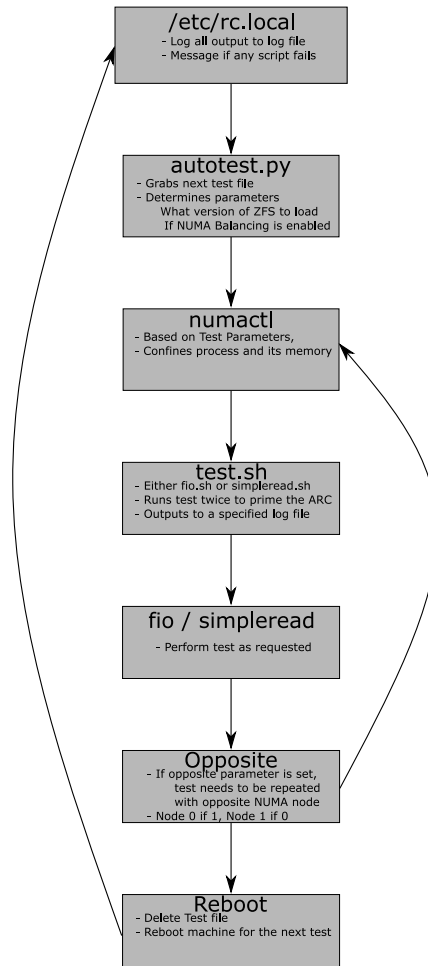 /etc/rc.local
- Log all output to log file
- Message if any script fails
autotest.py
- Grabs next test file
- Determines parameters
What version of ZFS to load
If NUMA Balancing is enabled
numactl
- Based on Test Parameters,
- Confines process and its memory
test.sh
- Either fio.sh or simpleread.sh
- Runs test twice to prime the ARC
- Outputs to a specified log file
fio / simpleread
- Perform test as requested
Opposite
- If opposite parameter is set,
test needs to be repeated
with opposite NUMA node
- Node 0 if 1, Node 1 if 0
Reboot
- Delete Test file
- Reboot machine for the next test